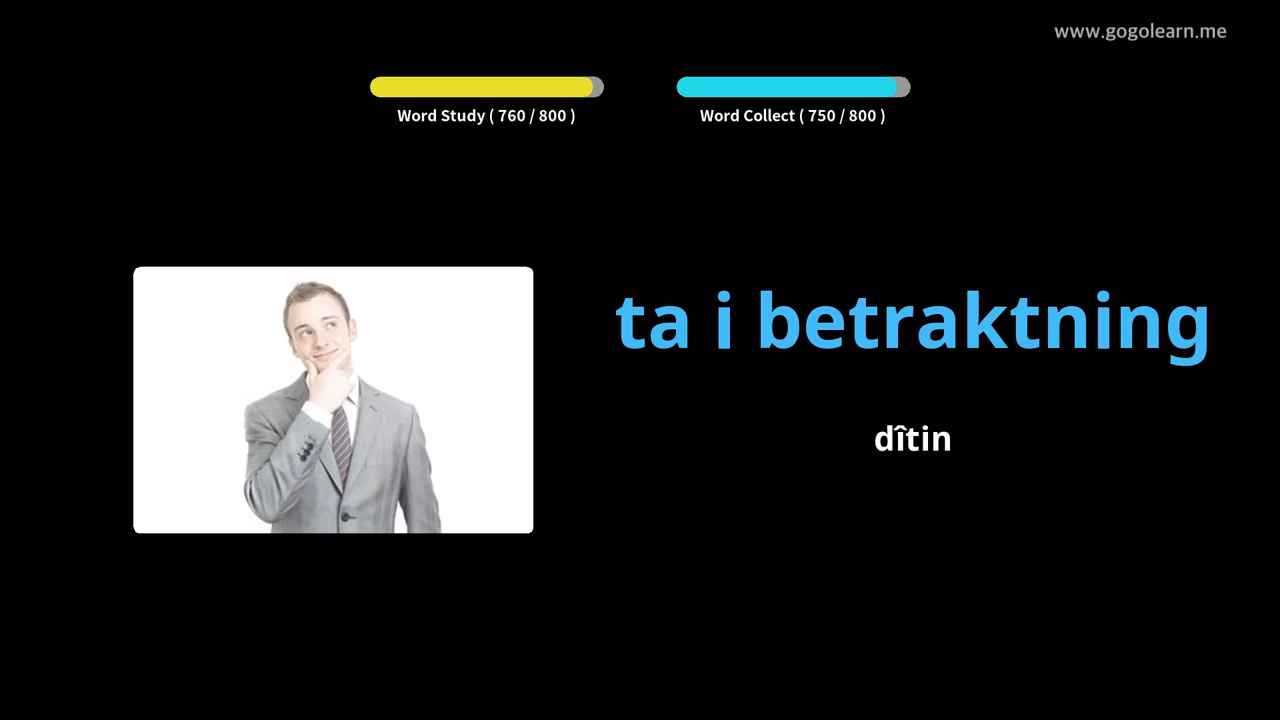 www.gogolearn.me
Word Study ( 760 / 800 )
Word Collect ( 750 / 800 )
ta i betraktning
dîtin